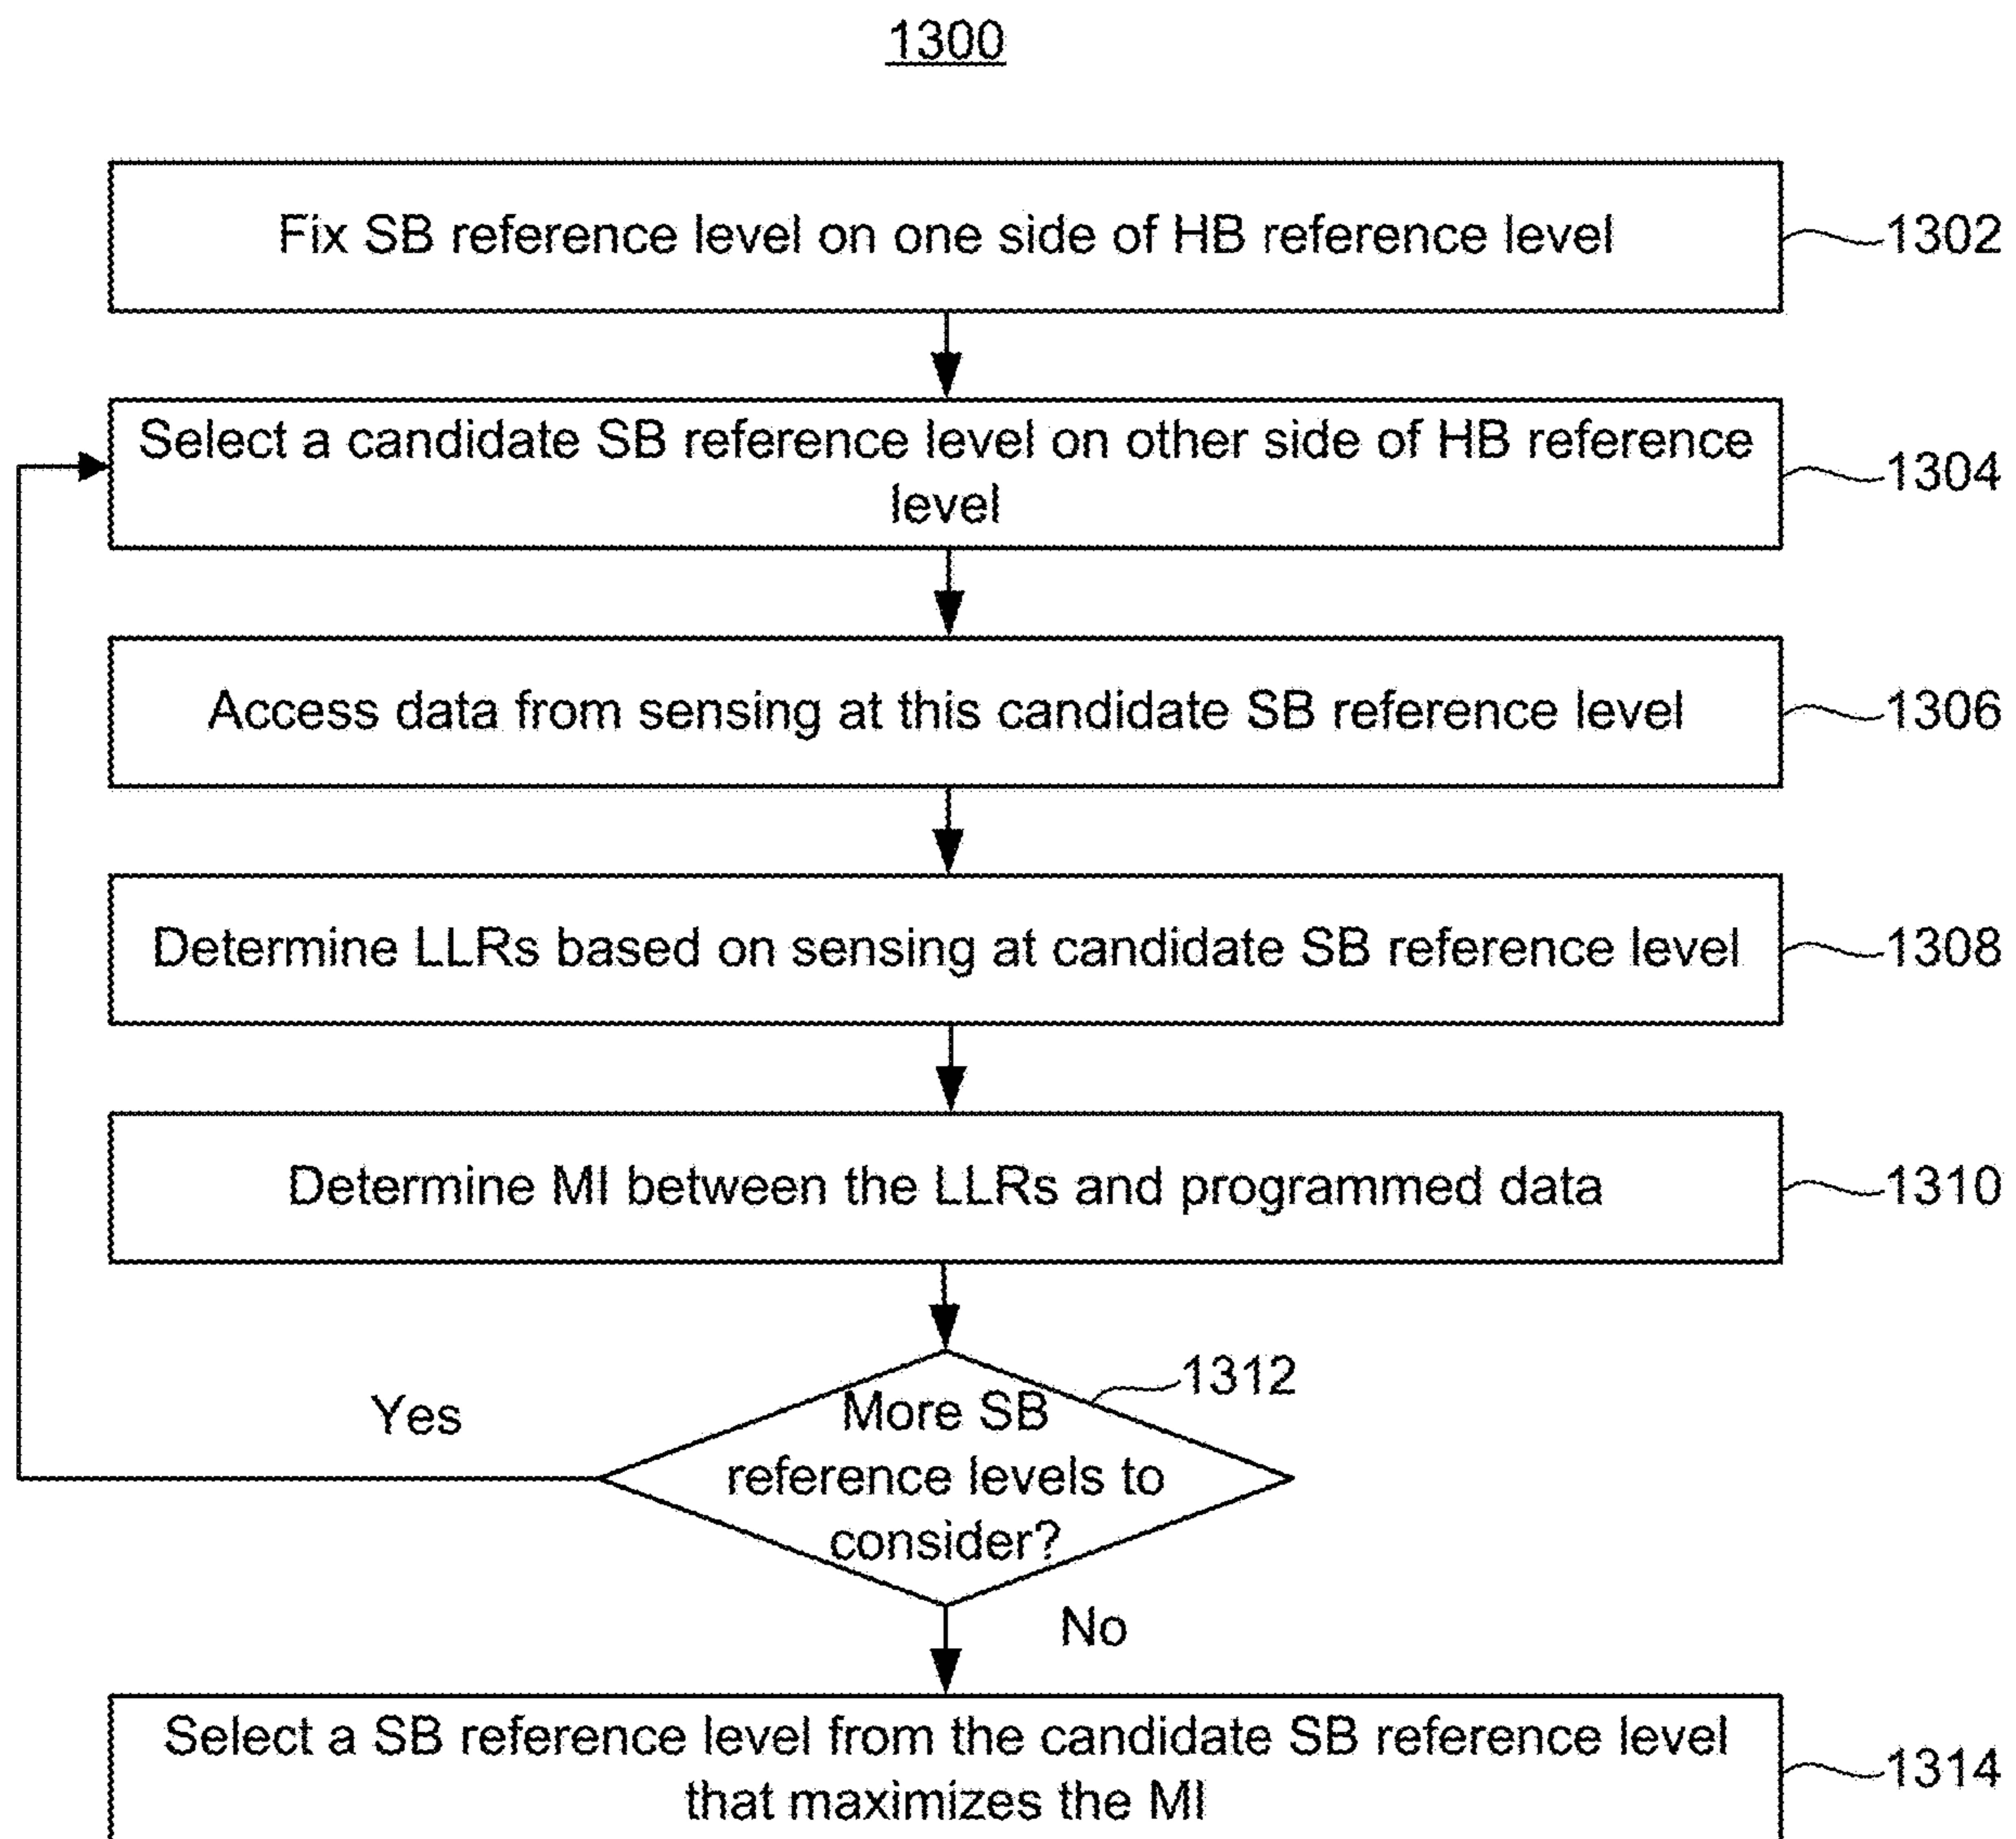 1300
Fix SB reference level on one side of HB reference level
1302
Select a candidate SB reference level on other side of HB reference
level
1304
Access data from sensing at this candidate SB reference level
1306
Determine LLRs based on sensing at candidate SB reference level
1308
Determine MI between the LLRs and programmed data
1310
1312
Yes
More SB
reference levels to
consider?
No
Select a SB reference level from the candidate SB reference level
that maximizes the MI
1314